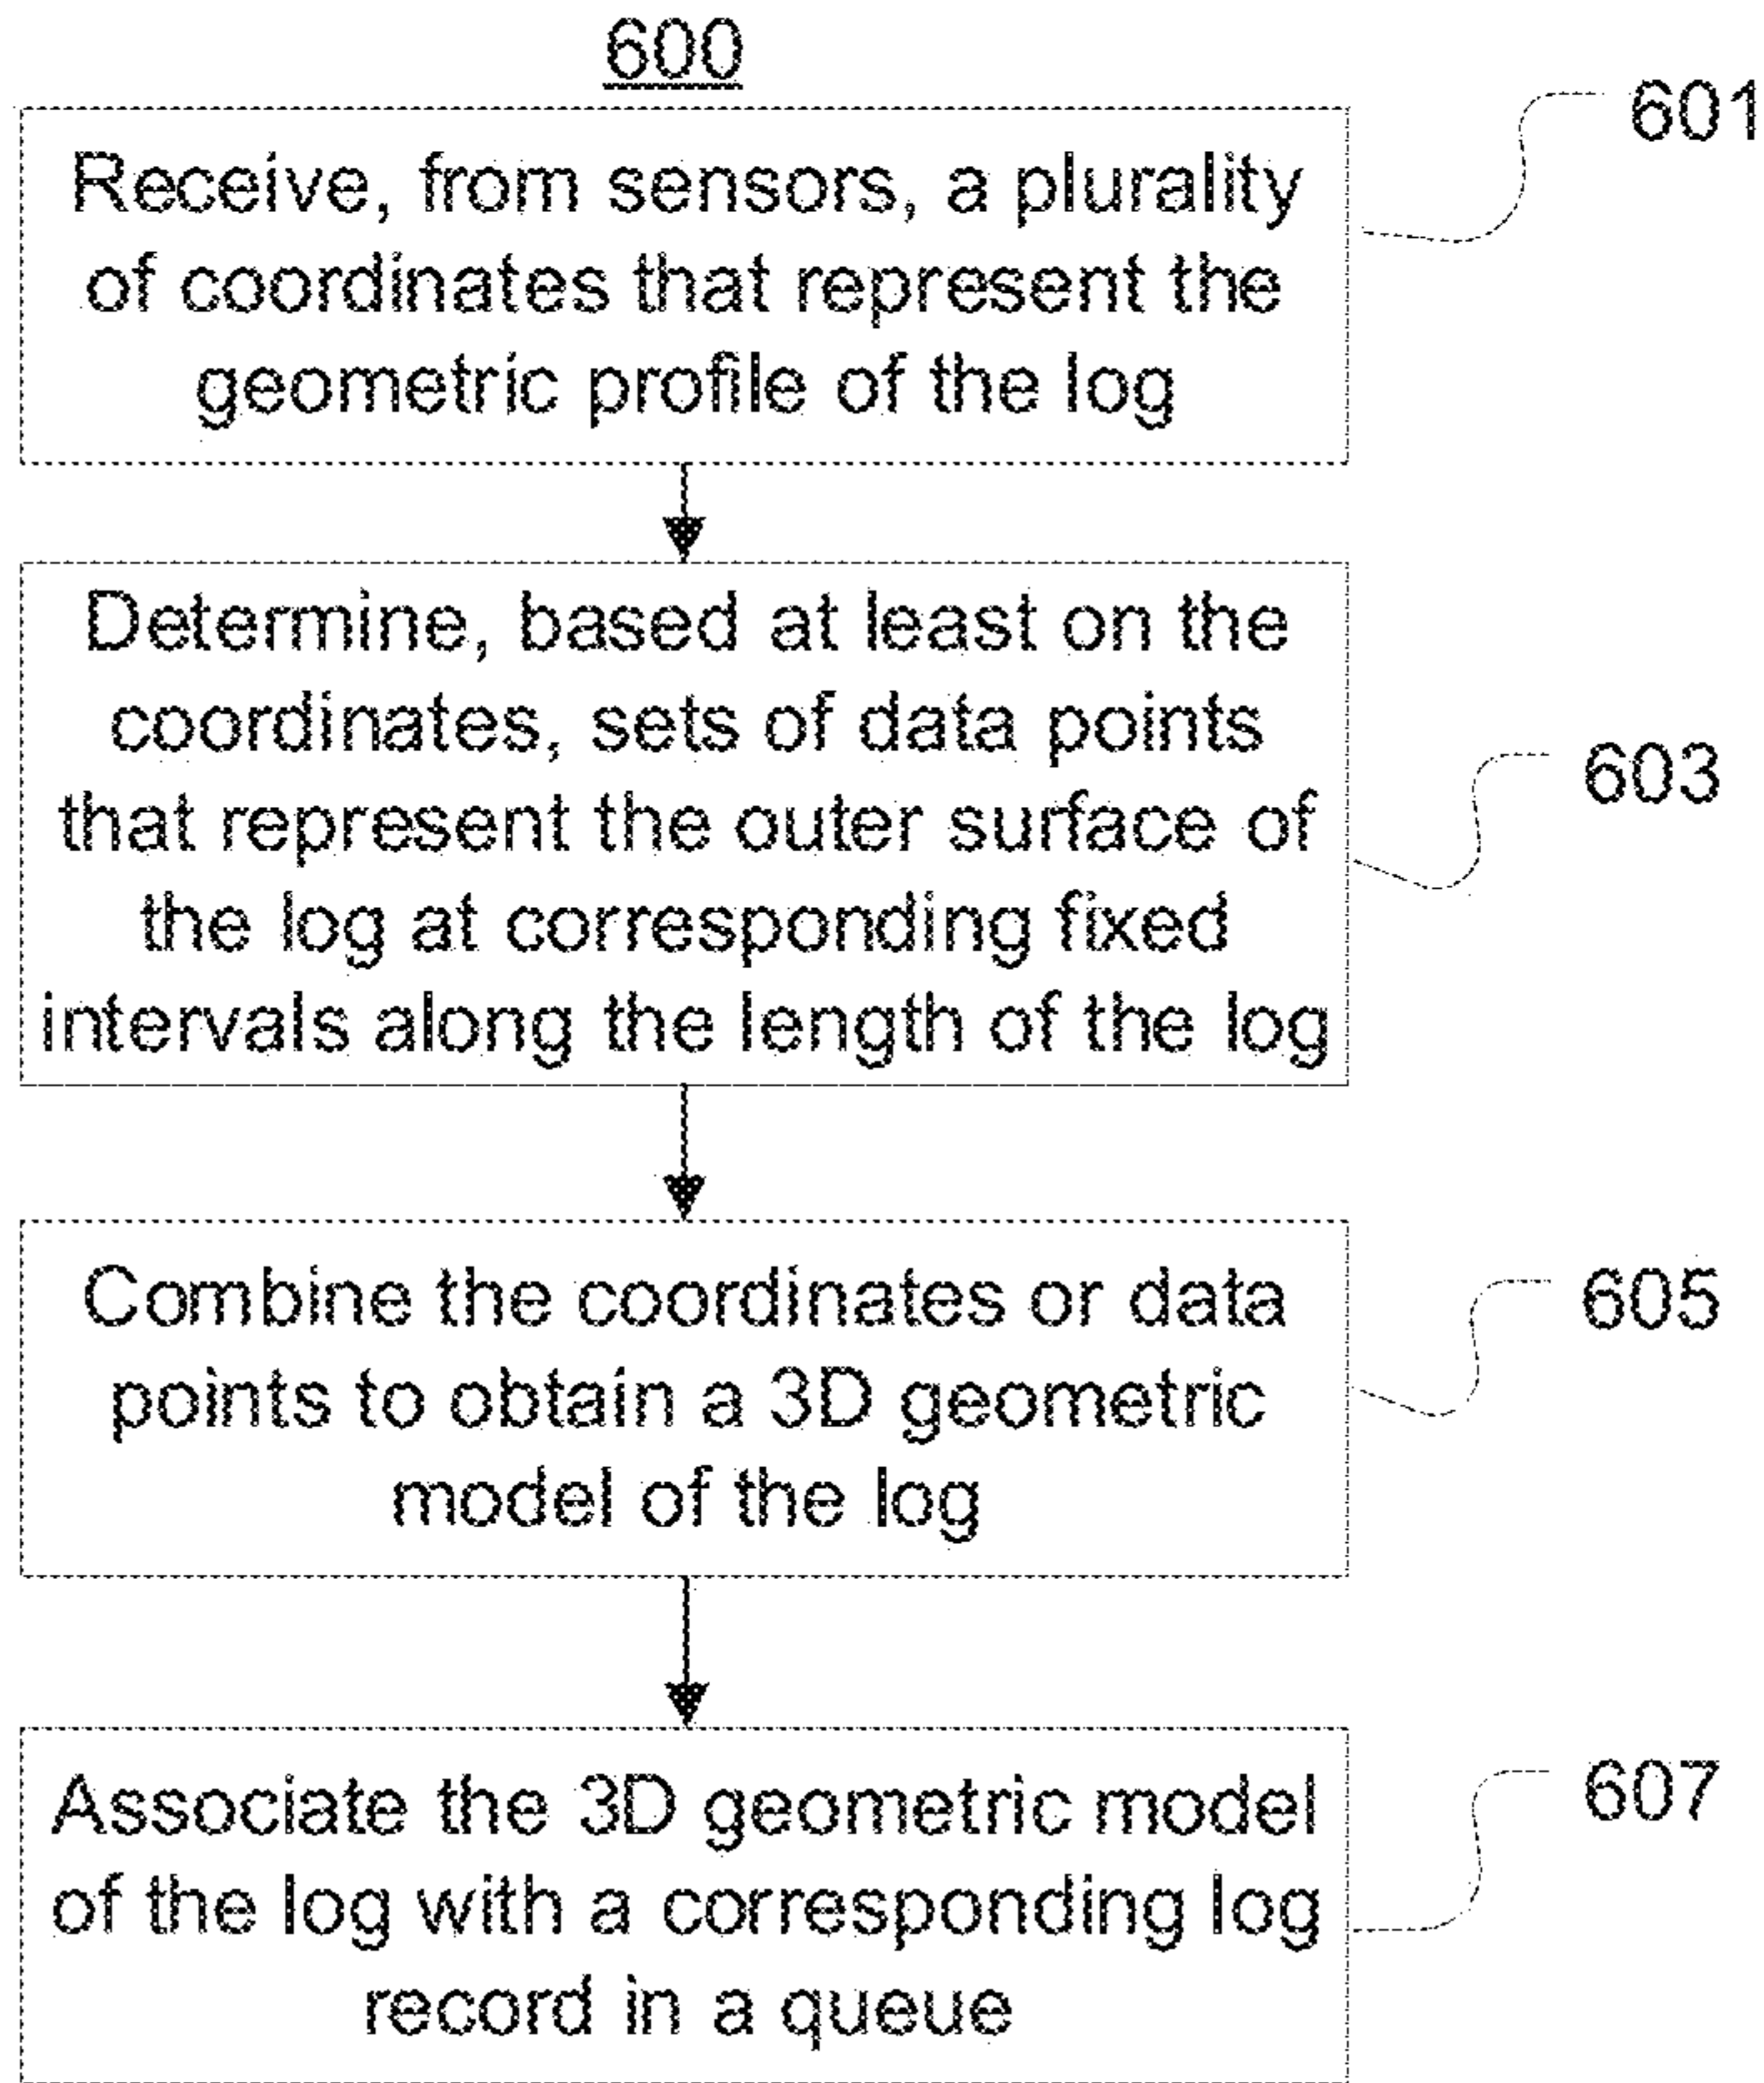 600
601
Receive, from sensors, a plurality
of coordinates that represent the
geometric profile of the log
Determine, based at least on the
coordinates, sets of data points
that represent the outer surface of
the log at corresponding fixed
intervals along the length of the log
603
Combine the coordinates or data
points to obtain a 3D geometric
model of the log
605
Associate the 3D geometric model
of the log with a corresponding log
record in a queue
607